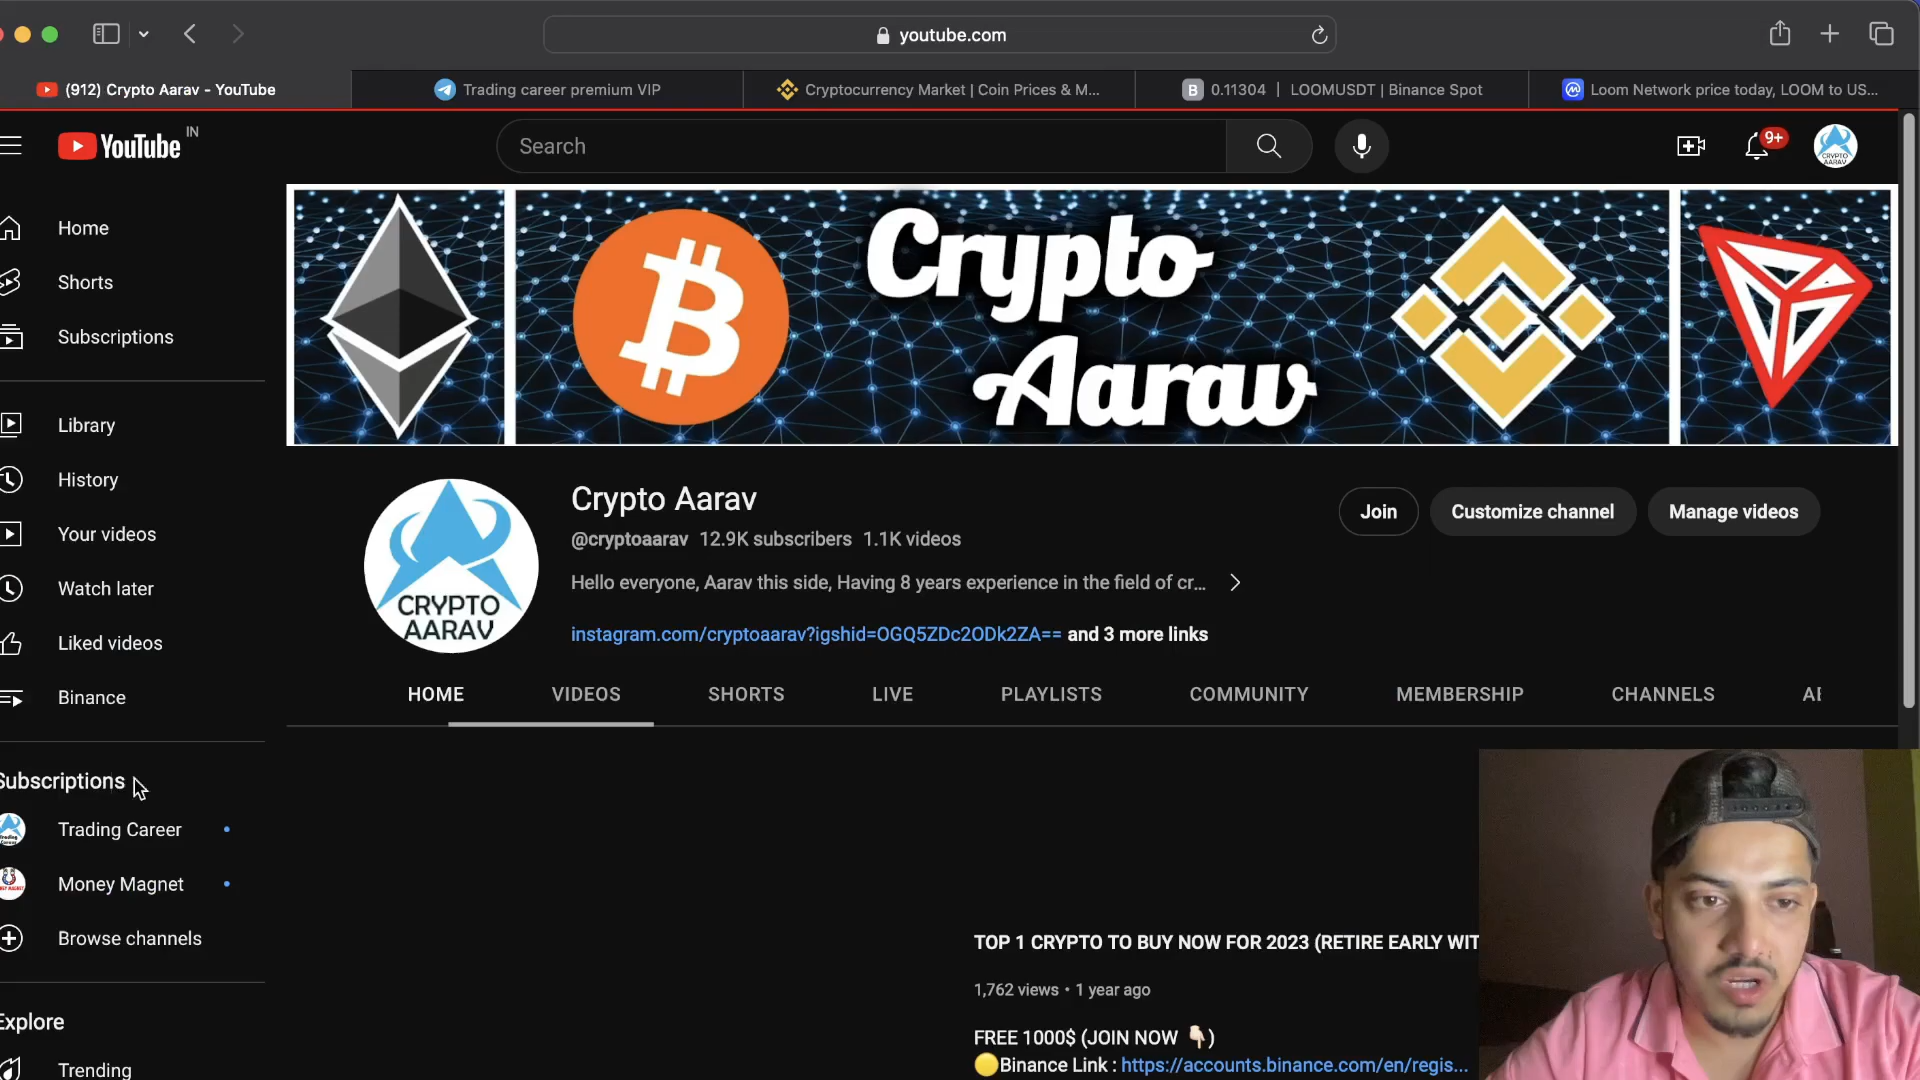 youtube.com
(912) Crypto Aarav - YouTube
Trading career premium VIP
Cryptocurrency Market | Coin Prices & M...
B 0.11304 | LOOMUSDT | Binance Spot
Loom Network price today, LOOM to US...
YouTube IN
Search
9+
CRYPTO AARAV
Home
Shorts
Subscriptions
Library
History
Your videos
Watch later
Liked videos
Binance
Subscriptions
Trading Career
Money Magnet
Browse channels
Explore
Trending
Crypto
Aarav
CRYPTO
AARAV
Crypto Aarav
@cryptoaarav 12.9K subscribers 1.1K videos
Hello everyone, Aarav this side, Having 8 years experience in the field of cr...
instagram.com/cryptoaarav?igshid=OGQ5ZDc2ODk2ZA== and 3 more links
Join
Customize channel
Manage videos
HOME VIDEOS SHORTS LIVE PLAYLISTS COMMUNITY MEMBERSHIP CHANNELS
TOP 1 CRYPTO TO BUY NOW FOR 2023 (RETIRE EARLY WIT
1,762 views • 1 year ago
FREE 1000$ (JOIN NOW 👇🏻)
🟡Binance Link : https://accounts.binance.com/en/regis...